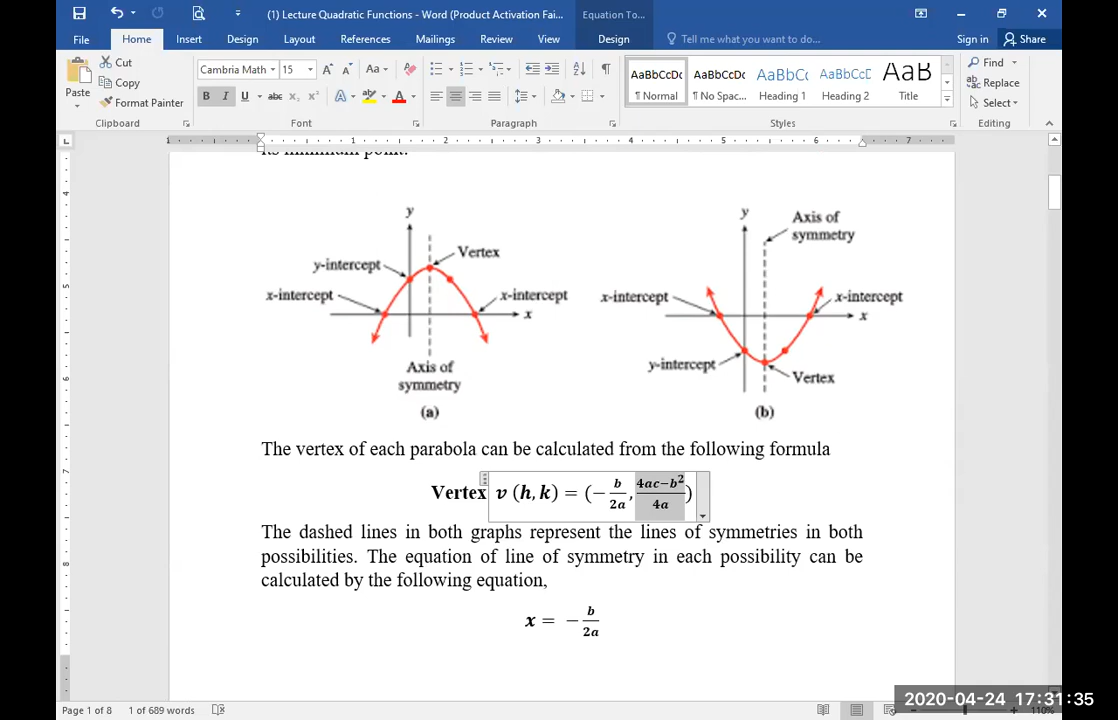 (1) Lecture Quadratic Functions - Word (Product Activation Fai...
Equation To...
File Home Insert Design Layout References Mailings Review View Design Tell me what you want to do... Sign in Share
Paste
Cut
Copy
Format Painter
Clipboard
Cambria Math 15
Font
Paragraph
AaBbCcDc AaBbCcDc AaBbCc AaBbCcD AaB
¶ Normal ¶ No Spac... Heading 1 Heading 2 Title
Styles
Find
Replace
Select
Editing
its minimum point.
y
Vertex
y-intercept
x-intercept
x-intercept
x
Axis of
symmetry
(a)
y
Axis of
symmetry
x-intercept
x-intercept
x
y-intercept
Vertex
(b)
The vertex of each parabola can be calculated from the following formula
Vertex v (h, k) = (−b/2a, 4ac−b²/4a)
The dashed lines in both graphs represent the lines of symmetries in both
possibilities. The equation of line of symmetry in each possibility can be
calculated by the following equation,
x = −b/2a
Page 1 of 8 1 of 689 words
110%
2020-04-24 17:31:35